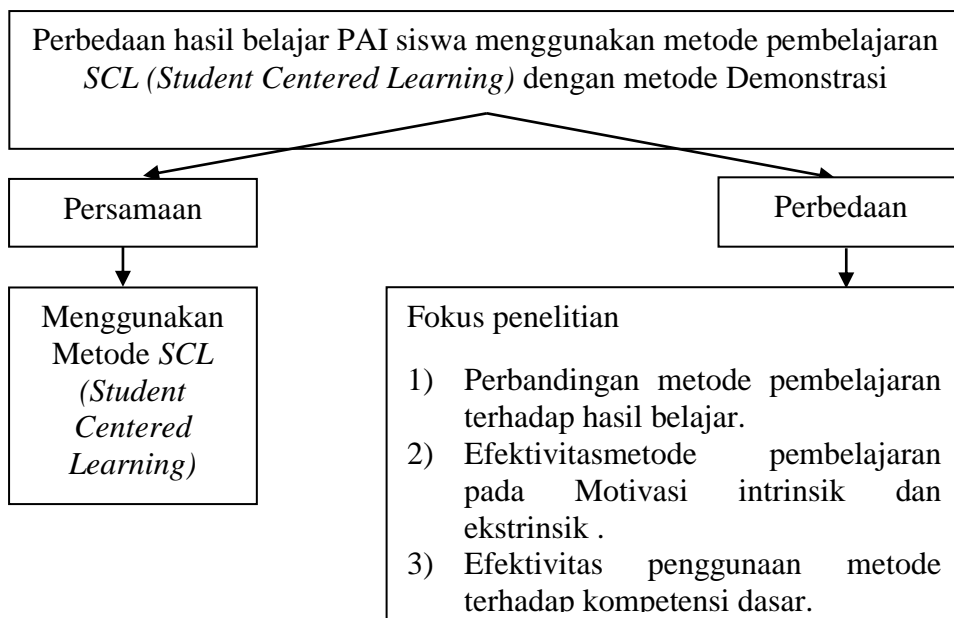 Perbedaan hasil belajar PAI siswa menggunakan metode pembelajaran
SCL (Student Centered Learning) dengan metode Demonstrasi
Persamaan
Perbedaan
Menggunakan
Metode SCL
(Student
Centered
Learning)
Fokus penelitian
1) Perbandingan metode pembelajaran
terhadap hasil belajar.
2) Efektivitasmetode pembelajaran
pada Motivasi intrinsik dan
ekstrinsik .
3) Efektivitas penggunaan metode
terhadap kompetensi dasar.